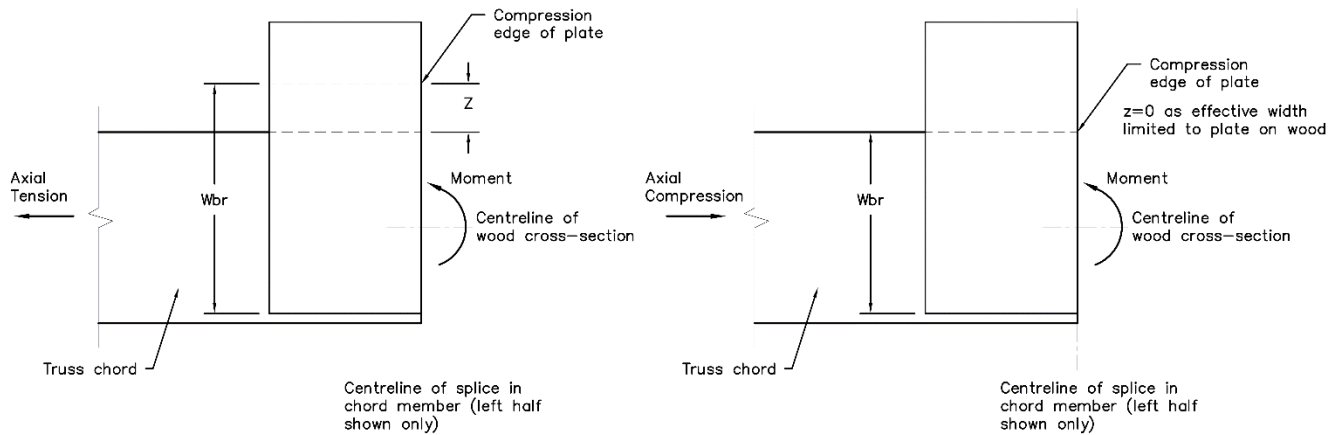 Compression
edge of plate
Z
Axial
Tension
Wbr
Moment
Centreline of
wood cross-section
Truss chord
Centreline of splice in
chord member (left half
shown only)
Compression
edge of plate
z=0 as effective width
limited to plate on wood
Axial
Compression
Wbr
Moment
Centreline of
wood cross-section
Truss chord
Centreline of splice in
chord member (left half
shown only)